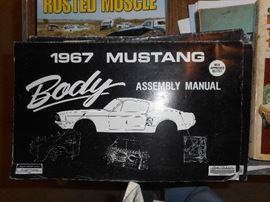 RUSTED MUSCLE
1967 MUSTANG
Body
ASSEMBLY MANUAL